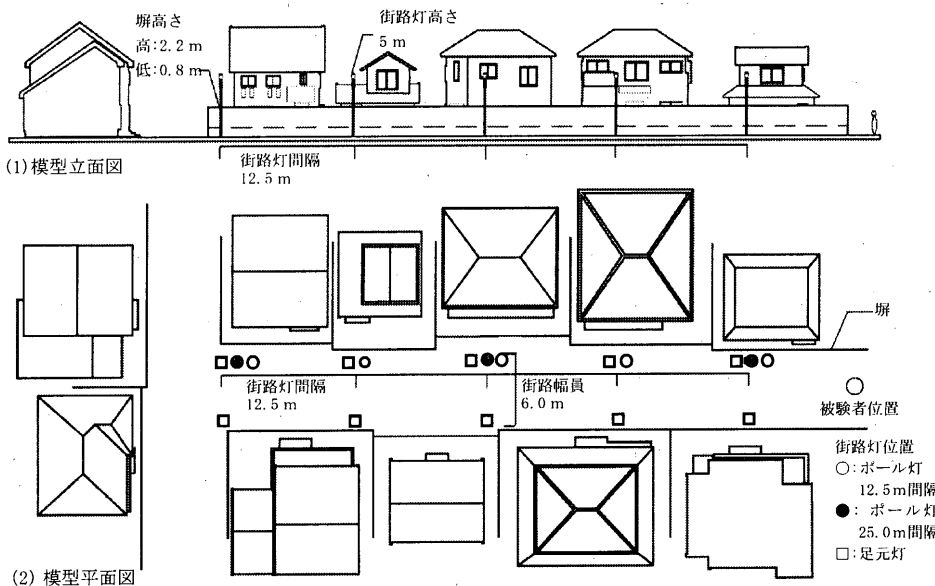 塀高さ
高:2.2 m
低:0.8 m
街路灯高さ
5 m
街路灯間隔
12.5 m
(1)模型立面図
塀
街路灯間隔
12.5 m
街路幅員
6.0 m
被験者位置
街路灯位置
○:ポール灯
12.5m間隔
●:ポール灯
25.0m間隔
□:足元灯
(2) 模型平面図